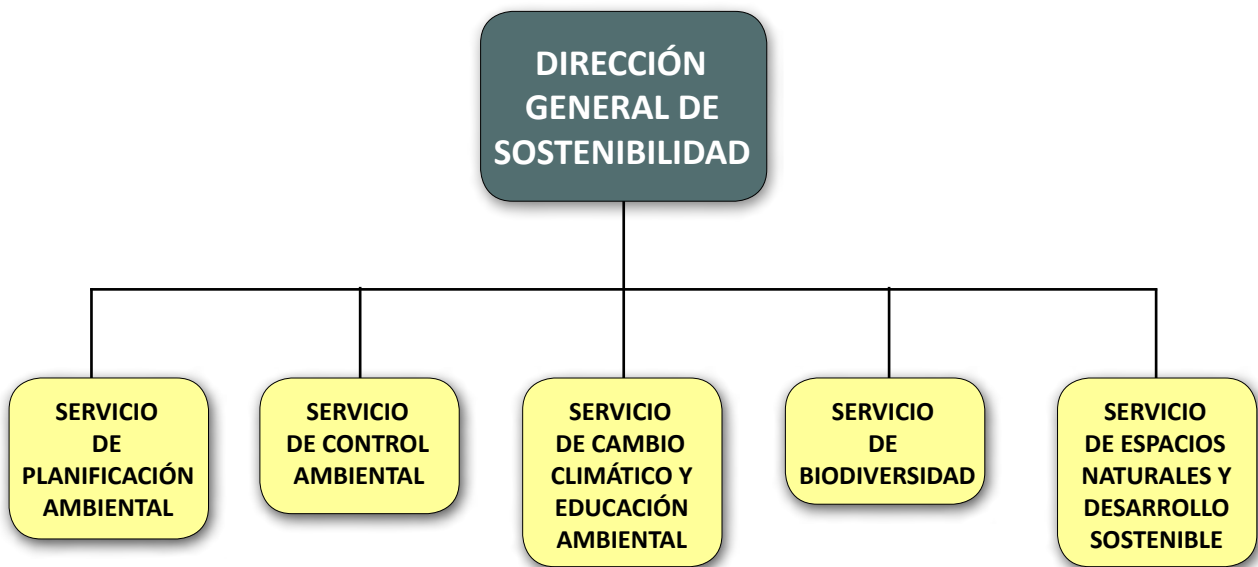 DIRECCIÓN
GENERAL DE
SOSTENIBILIDAD
SERVICIO
DE
PLANIFICACIÓN
AMBIENTAL
SERVICIO
DE CONTROL
AMBIENTAL
SERVICIO
DE CAMBIO
CLIMÁTICO Y
EDUCACIÓN
AMBIENTAL
SERVICIO
DE
BIODIVERSIDAD
SERVICIO
DE ESPACIOS
NATURALES Y
DESARROLLO
SOSTENIBLE